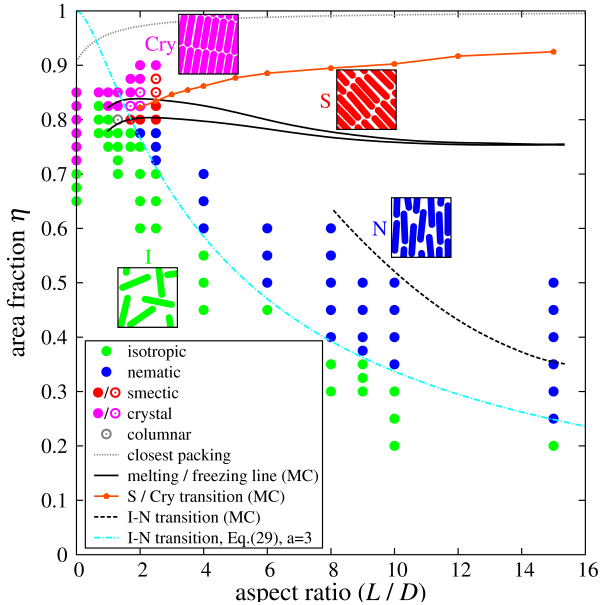 1
0.9
0.8
0.7
0.6
0.5
0.4
0.3
0.2
0.1
0
area fraction η
Cry
S
N
I
isotropic
nematic
/ smectic
/ crystal
columnar
closest packing
melting / freezing line (MC)
S / Cry transition (MC)
I-N transition (MC)
I-N transition, Eq.(29), a=3
0 2 4 6 8 10 12 14 16
aspect ratio (L / D)